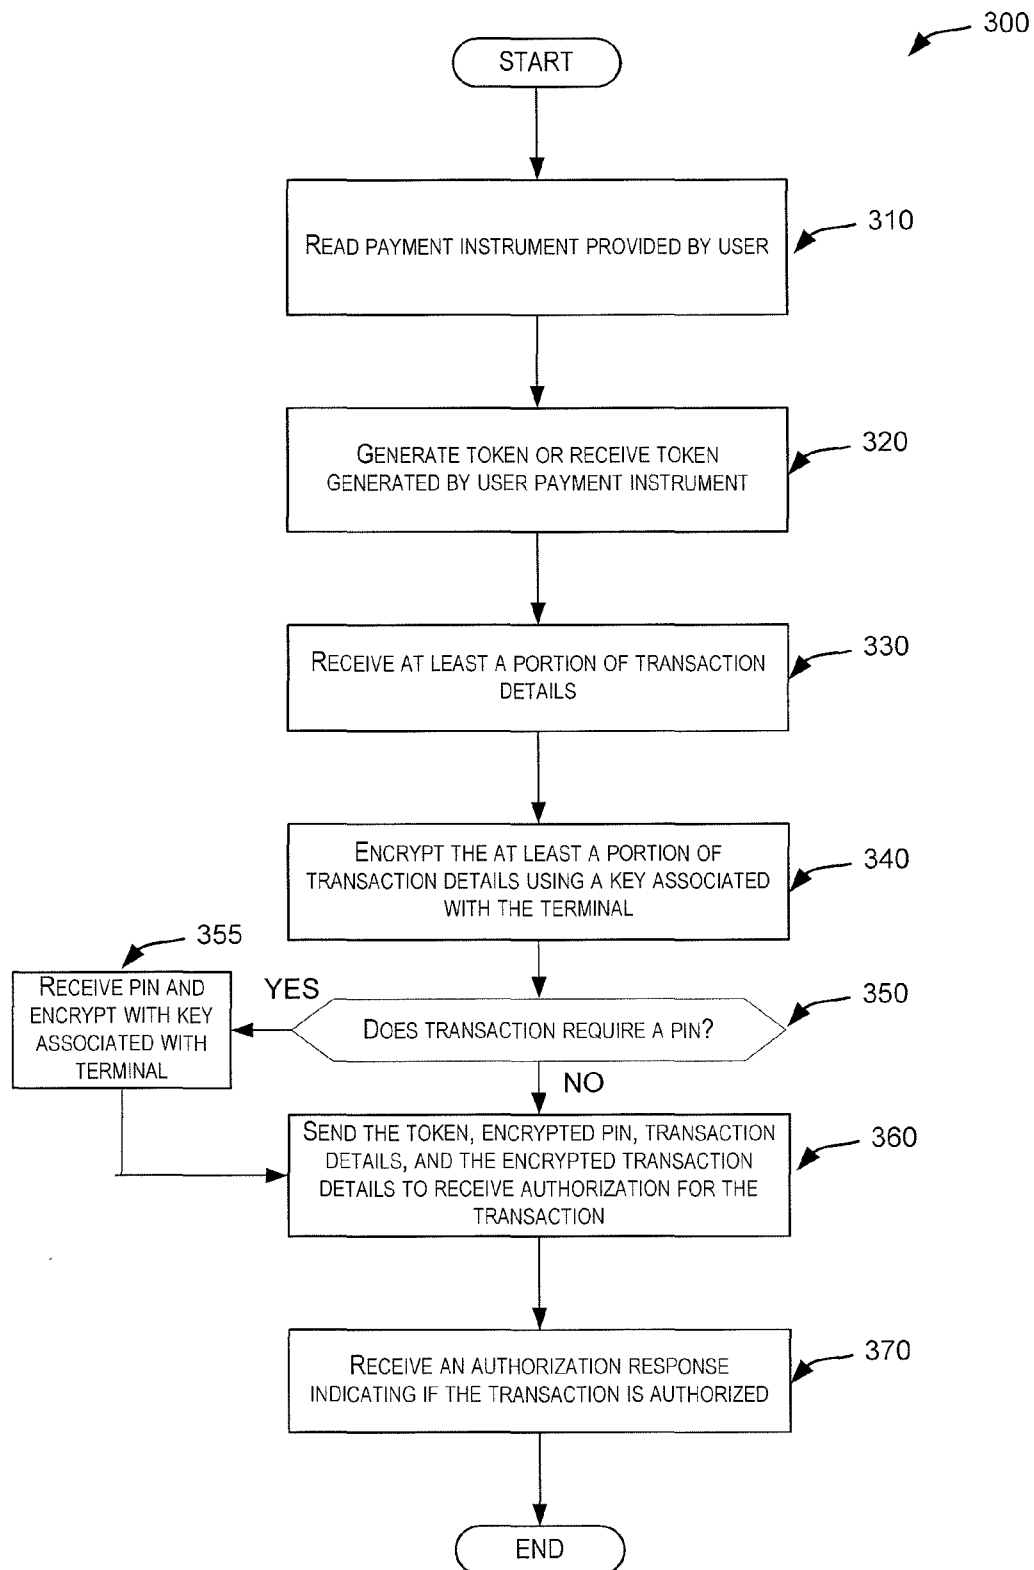 300
START
READ PAYMENT INSTRUMENT PROVIDED BY USER
310
GENERATE TOKEN OR RECEIVE TOKEN
GENERATED BY USER PAYMENT INSTRUMENT
320
RECEIVE AT LEAST A PORTION OF TRANSACTION
DETAILS
330
ENCRYPT THE AT LEAST A PORTION OF
TRANSACTION DETAILS USING A KEY ASSOCIATED
WITH THE TERMINAL
340
355
RECEIVE PIN AND
ENCRYPT WITH KEY
ASSOCIATED WITH
TERMINAL
YES
DOES TRANSACTION REQUIRE A PIN?
350
NO
SEND THE TOKEN, ENCRYPTED PIN, TRANSACTION
DETAILS, AND THE ENCRYPTED TRANSACTION
DETAILS TO RECEIVE AUTHORIZATION FOR THE
TRANSACTION
360
RECEIVE AN AUTHORIZATION RESPONSE
INDICATING IF THE TRANSACTION IS AUTHORIZED
370
END